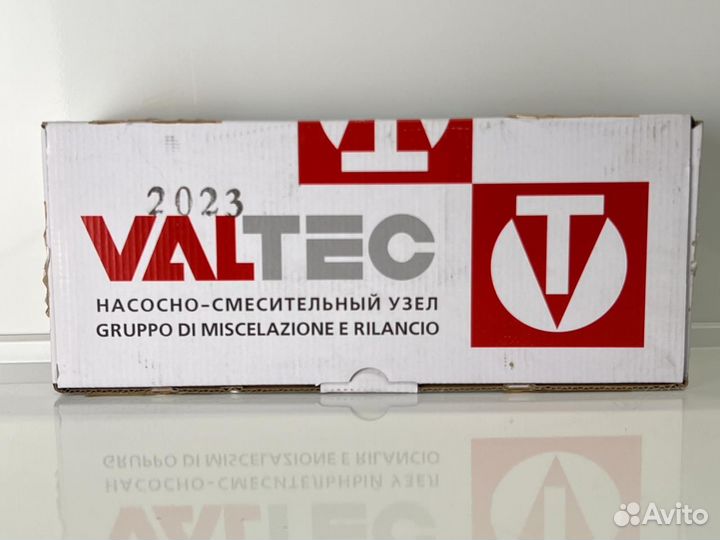 2023
VALTEC
НАСОСНО-СМЕСИТЕЛЬНЫЙ УЗЕЛ
GRUPPO DI MISCELAZIONE E RILANCIO
Avito